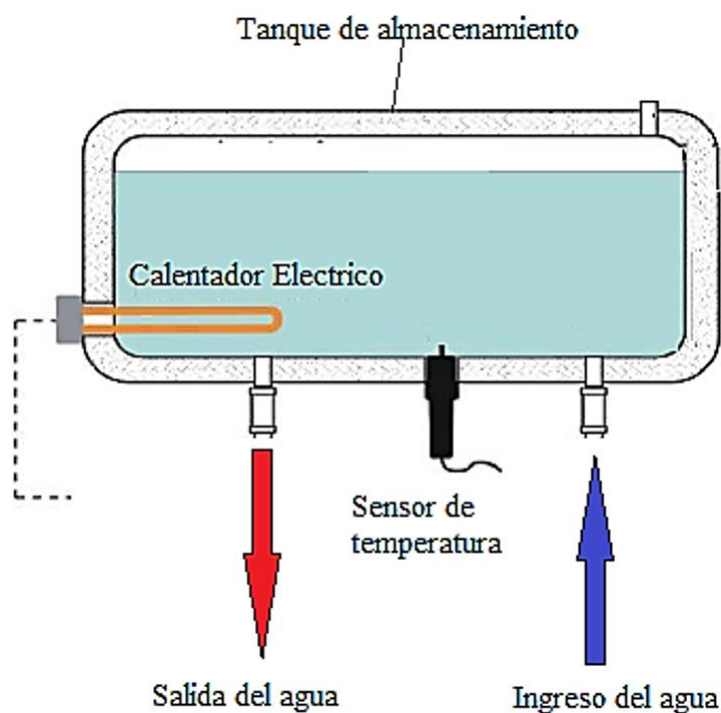 Tanque de almacenamiento
Calentador Electrico
Sensor de
temperatura
Salida del agua
Ingreso del agua